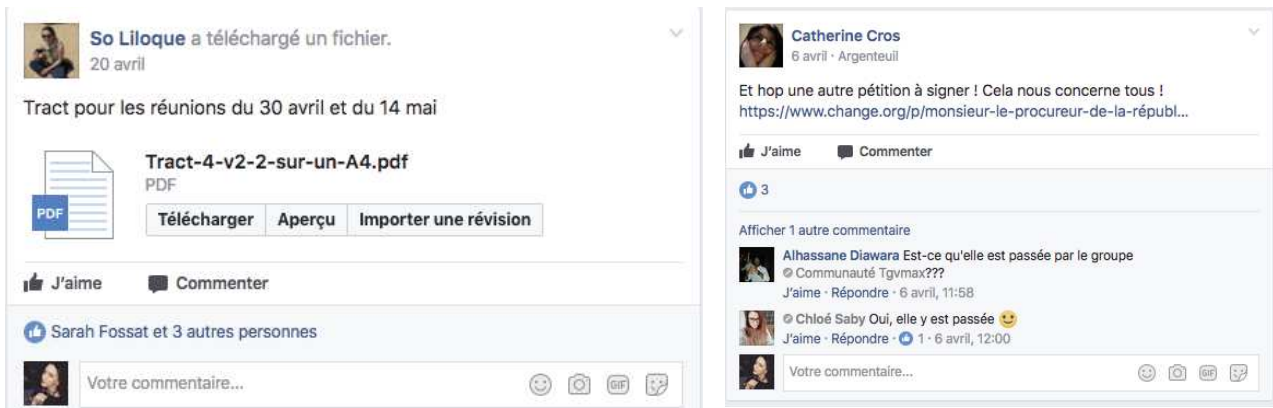 So Liloque a téléchargé un fichier.
20 avril
Tract pour les réunions du 30 avril et du 14 mai
Tract-4-v2-2-sur-un-A4.pdf
PDF
PDF
Télécharger Aperçu Importer une révision
J'aime Commenter
Sarah Fossat et 3 autres personnes
Votre commentaire... GIF
Catherine Cros
6 avril · Argenteuil
Et hop une autre pétition à signer ! Cela nous concerne tous !
https://www.change.org/p/monsieur-le-procureur-de-la-républ...
J'aime Commenter
3
Afficher 1 autre commentaire
Alhassane Diawara Est-ce qu'elle est passée par le groupe
Communauté Tgvmax???
J'aime · Répondre · 6 avril, 11:58
Chloé Saby Oui, elle y est passée
J'aime · Répondre · 1 · 6 avril, 12:00
Votre commentaire... GIF